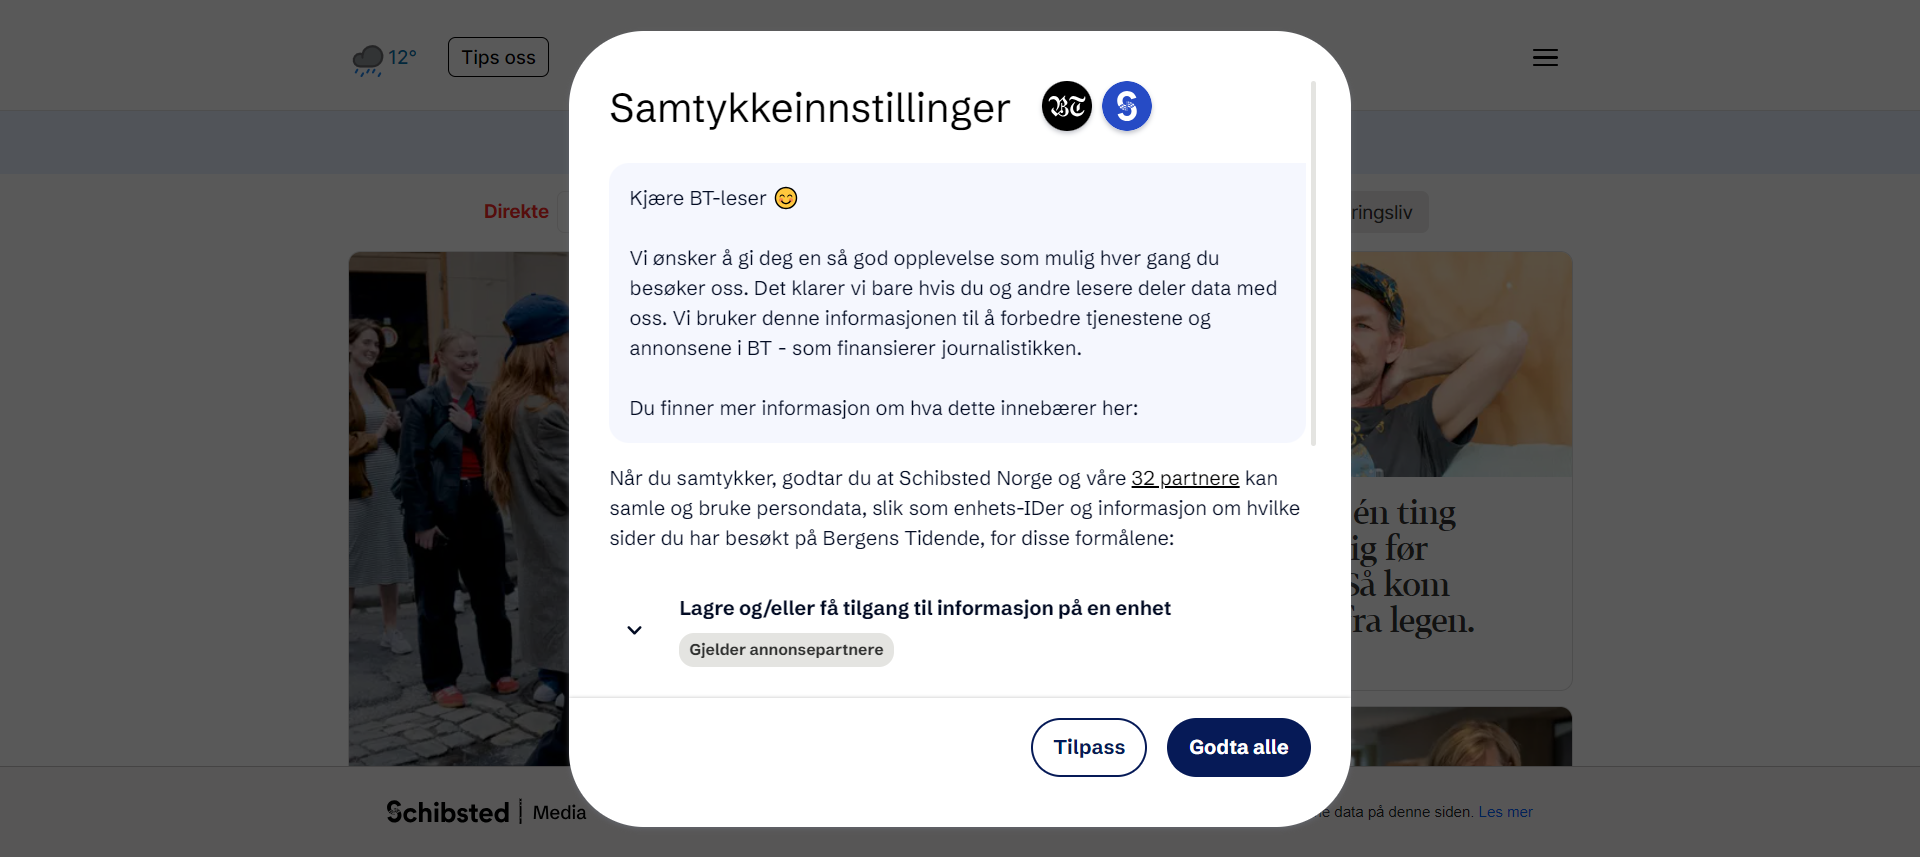 12°
Tips oss
Direkte
ringsliv
Samtykkeinnstillinger
BT
S
Kjære BT-leser 😊
Vi ønsker å gi deg en så god opplevelse som mulig hver gang du
besøker oss. Det klarer vi bare hvis du og andre lesere deler data med
oss. Vi bruker denne informasjonen til å forbedre tjenestene og
annonsene i BT - som finansierer journalistikken.
Du finner mer informasjon om hva dette innebærer her:
Når du samtykker, godtar du at Schibsted Norge og våre 32 partnere kan
samle og bruke persondata, slik som enhets-IDer og informasjon om hvilke
sider du har besøkt på Bergens Tidende, for disse formålene:
Lagre og/eller få tilgang til informasjon på en enhet
Gjelder annonsepartnere
Tilpass
Godta alle
én ting
ig før
Så kom
fra legen.
Schibsted | Media
data på denne siden. Les mer